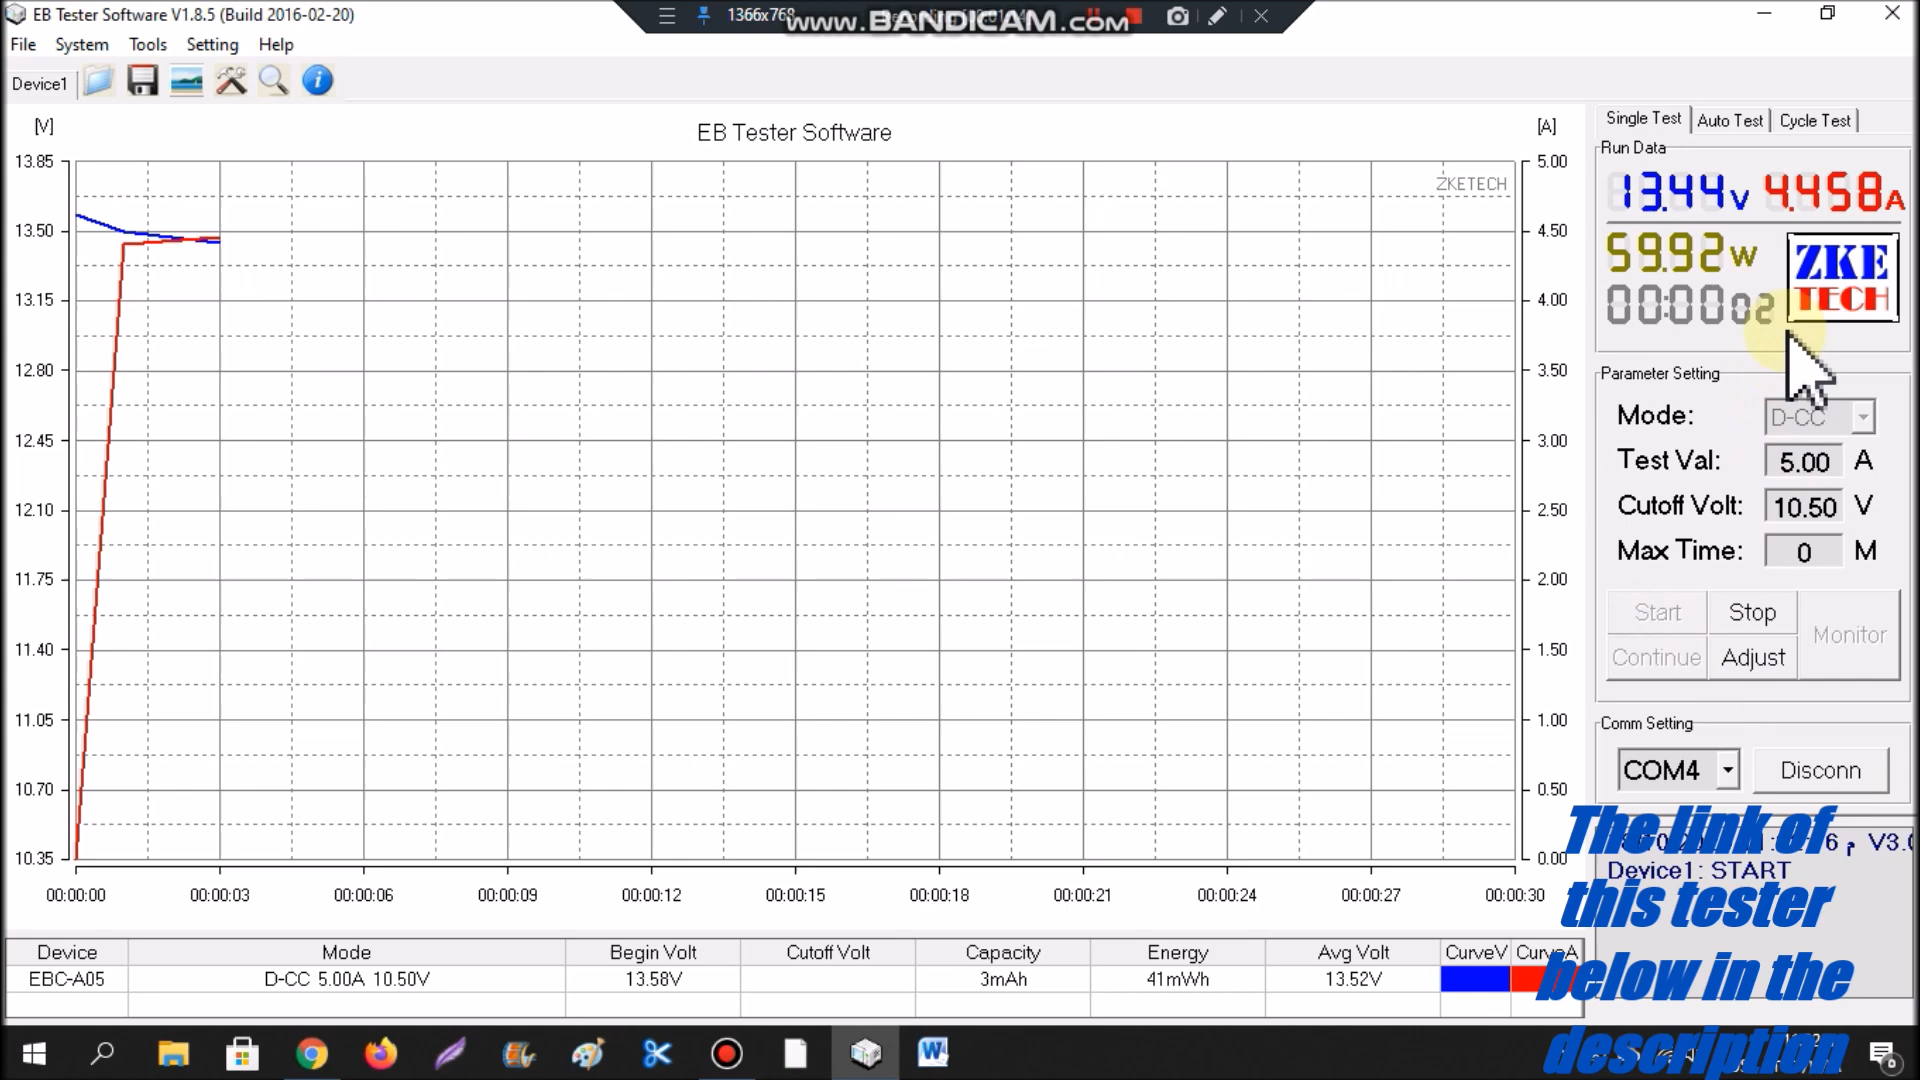 EB Tester Software V1.8.5 (Build 2016-02-20)
1366x768
www.BANDICAM.com
File System Tools Setting Help
Device1
Single Test Auto Test Cycle Test
[V]
EB Tester Software
[A]
ZKETECH
13.85
13.50
13.15
12.80
12.45
12.10
11.75
11.40
11.05
10.70
10.35
5.00
4.50
4.00
3.50
3.00
2.50
2.00
1.50
1.00
0.50
0.00
00:00:00 00:00:03 00:00:06 00:00:09 00:00:12 00:00:15 00:00:18 00:00:21 00:00:24 00:00:27 00:00:30
Run Data
13.44V 4.458A
59.92W
00:00 02
ZKE
TECH
Parameter Setting
Mode: D-CC
Test Val: 5.00 A
Cutoff Volt: 10.50 V
Max Time: 0 M
Start Stop Monitor
Continue Adjust
Comm Setting
COM4 Disconn
Device1: START
The link of
this tester
below in the
description
Device Mode Begin Volt Cutoff Volt Capacity Energy Avg Volt CurveV CurveA
EBC-A05 D-CC 5.00A 10.50V 13.58V 3mAh 41mWh 13.52V